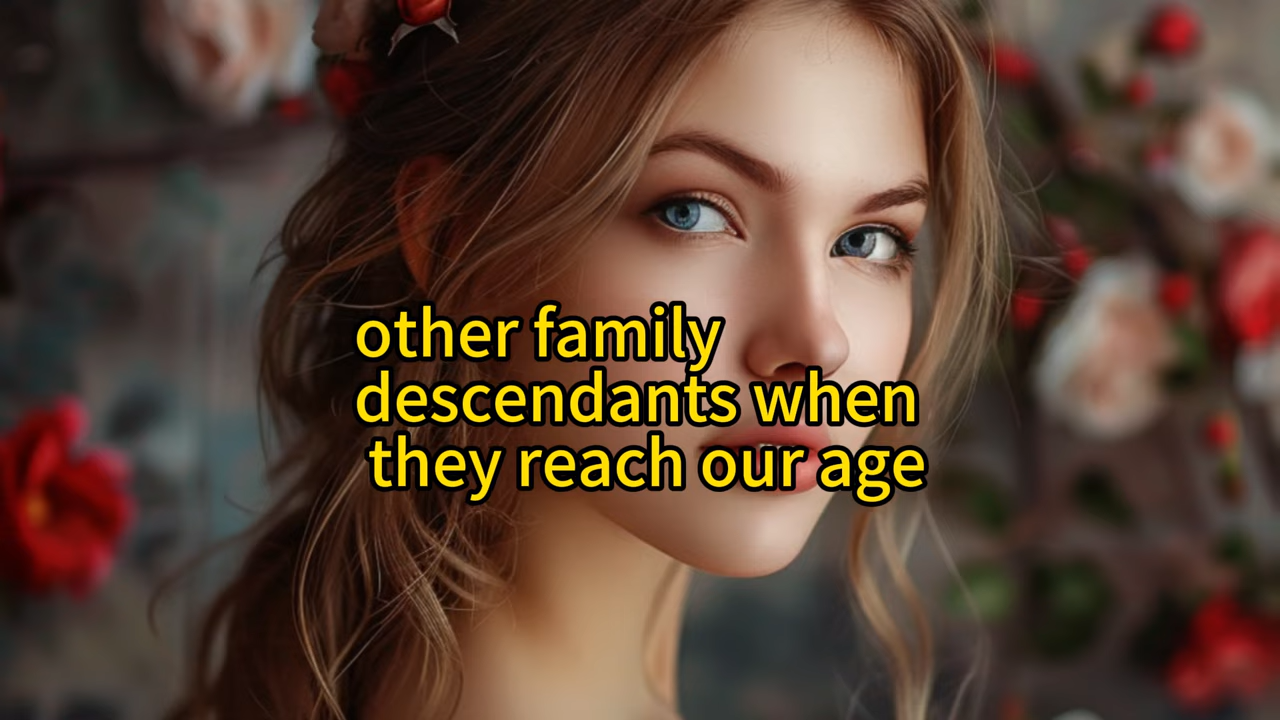 other family
descendants when
they reach our age